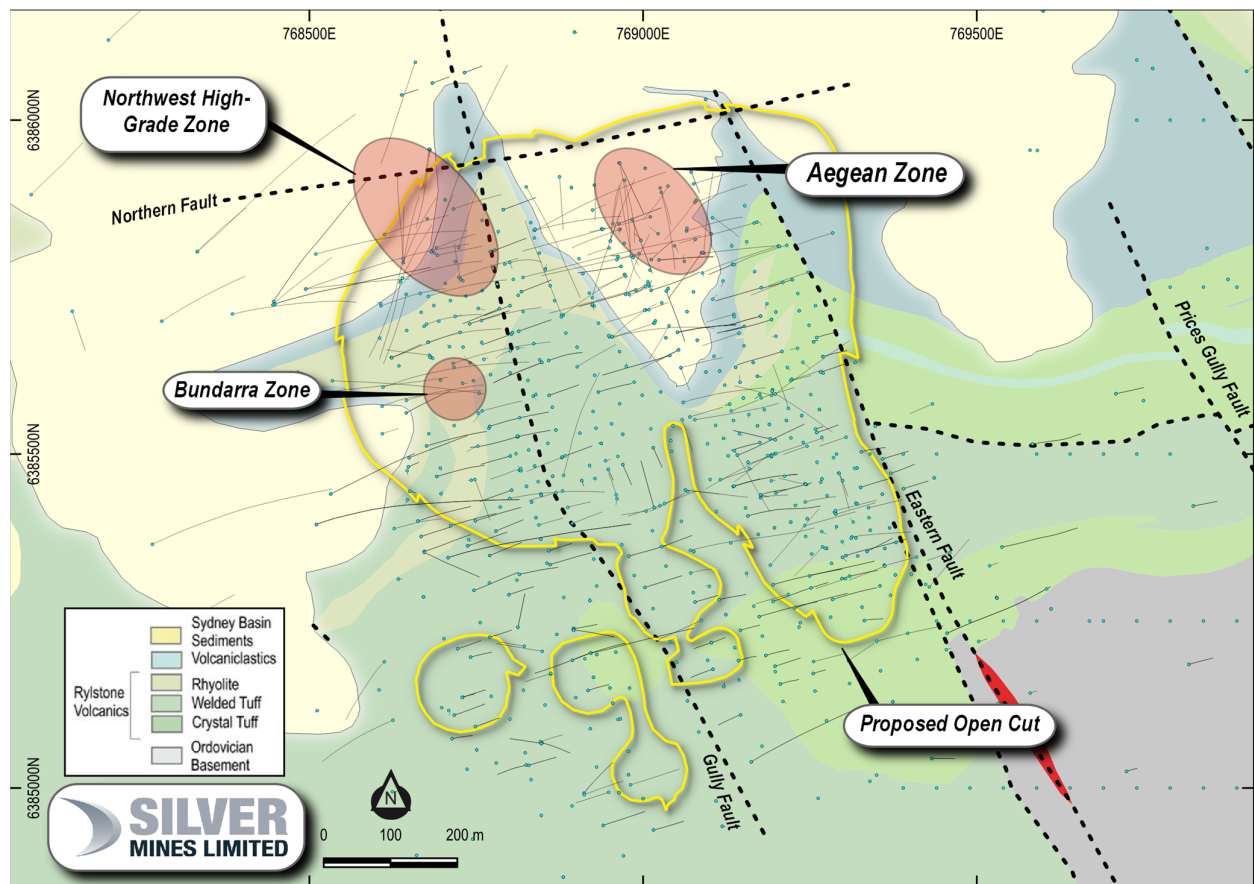 768500E
769000E
769500E
6386000N
6385500N
6385000N
Northwest High-
Grade Zone
Aegean Zone
Northern Fault
Bundarra Zone
Prices Gully Fault
Eastern Fault
Gully Fault
Proposed Open Cut
Sydney Basin
Sediments
Volcaniclastics
Rylstone
Volcanics
Rhyolite
Welded Tuff
Crystal Tuff
Ordovician
Basement
SILVER
MINES LIMITED
N
0 100 200 m